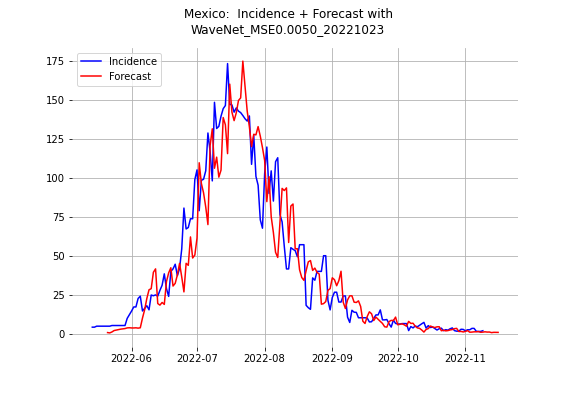 Mexico:  Incidence + Forecast with
WaveNet_MSE0.0050_20221023
Incidence
Forecast
175
150
125
100
75
50
25
0
2022-06 2022-07 2022-08 2022-09 2022-10 2022-11